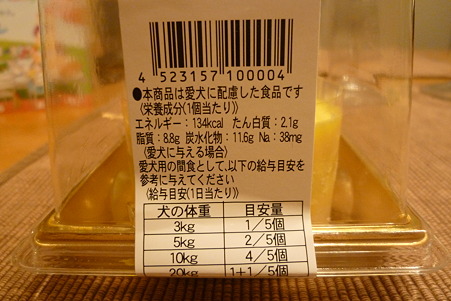 4 523157 100004
●本商品は愛犬に配慮した食品です
《栄養成分(1個当たり)》
エネルギー：134kcal たん白質：2.1g
脂質：8.8g 炭水化物：11.6g Na：38mg
《愛犬に与える場合》
愛犬用の間食として、以下の給与目安を
参考に与えてください
《給与目安(1日当たり)》
犬の体重 目安量
3kg 1/5個
5kg 2/5個
10kg 4/5個
20kg 1+1/5個